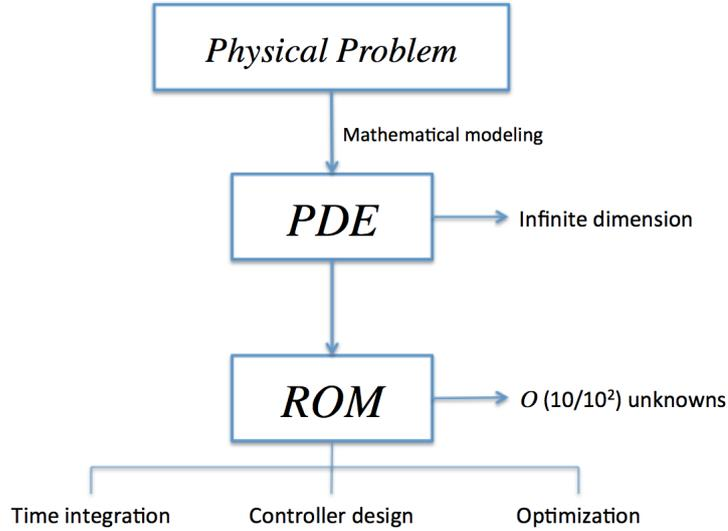 Physical Problem
Mathematical modeling
PDE
Infinite dimension
ROM
O (10/10²) unknowns
Time integration
Controller design
Optimization